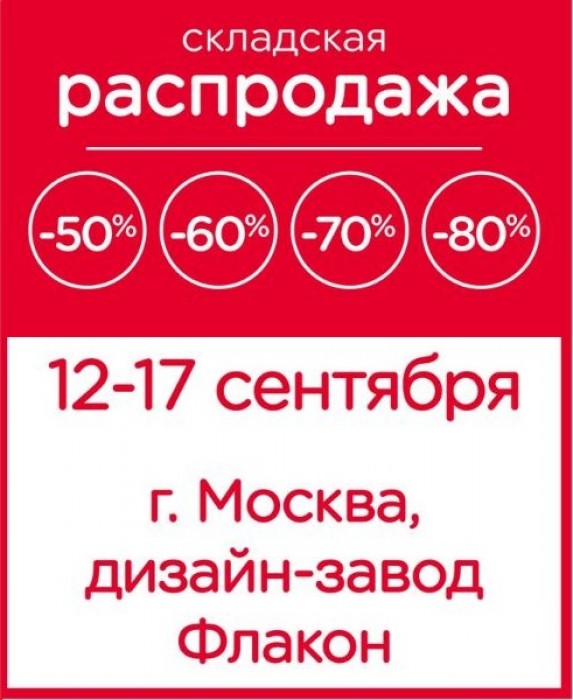 складская
распродажа
-50% -60% -70% -80%
12-17 сентября
г. Москва,
дизайн-завод
Флакон